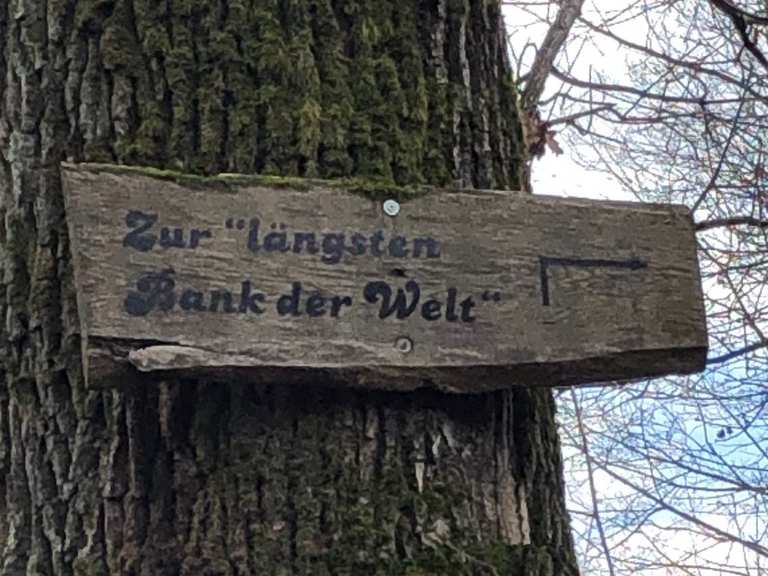 Zur "längsten
Bank der Welt"